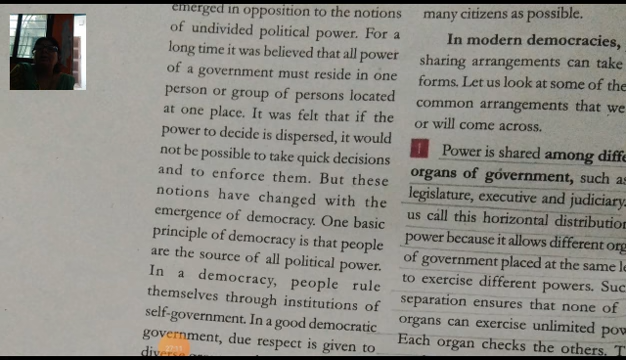 emerged in opposition to the notions
of undivided political power. For a
long time it was believed that all power
of a government must reside in one
person or group of persons located
at one place. It was felt that if the
power to decide is dispersed, it would
not be possible to take quick decisions
and to enforce them. But these
notions have changed with the
emergence of democracy. One basic
principle of democracy is that people
are the source of all political power.
In a democracy, people rule
themselves through institutions of
self-government. In a good democratic
government, due respect is given to
many citizens as possible.
In modern democracies,
sharing arrangements can take
forms. Let us look at some of the
common arrangements that we
or will come across.
1 Power is shared among diffe
organs of government, such as
legislature, executive and judiciary.
us call this horizontal distribution
power because it allows different org
of government placed at the same le
to exercise different powers. Suc
separation ensures that none of
organs can exercise unlimited pow
Each organ checks the others. T